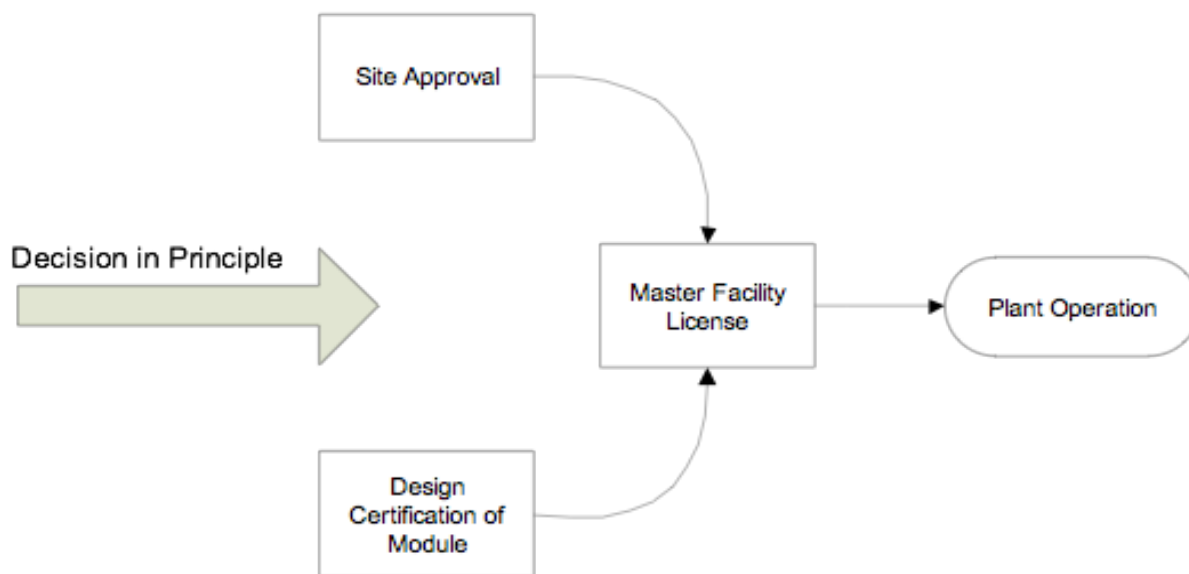 Site Approval
Decision in Principle
Master Facility
License
Plant Operation
Design
Certification of
Module